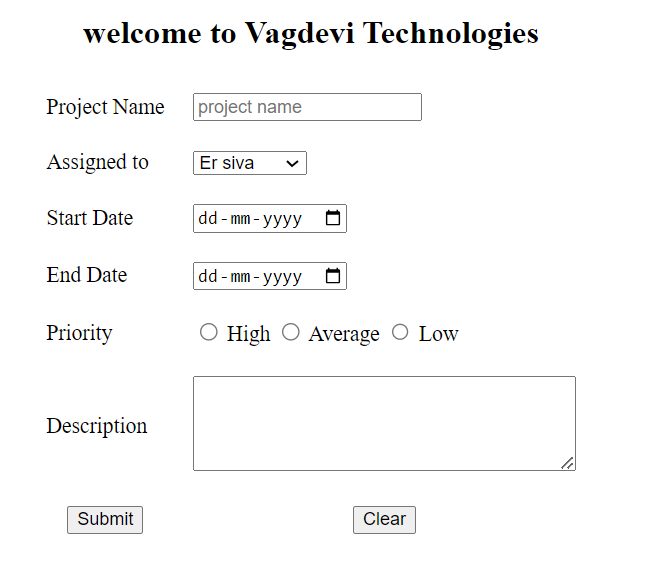 welcome to Vagdevi Technologies
Project Name project name
Assigned to Er siva
Start Date dd-mm-yyyy
End Date dd-mm-yyyy
Priority High Average Low
Description
Submit Clear